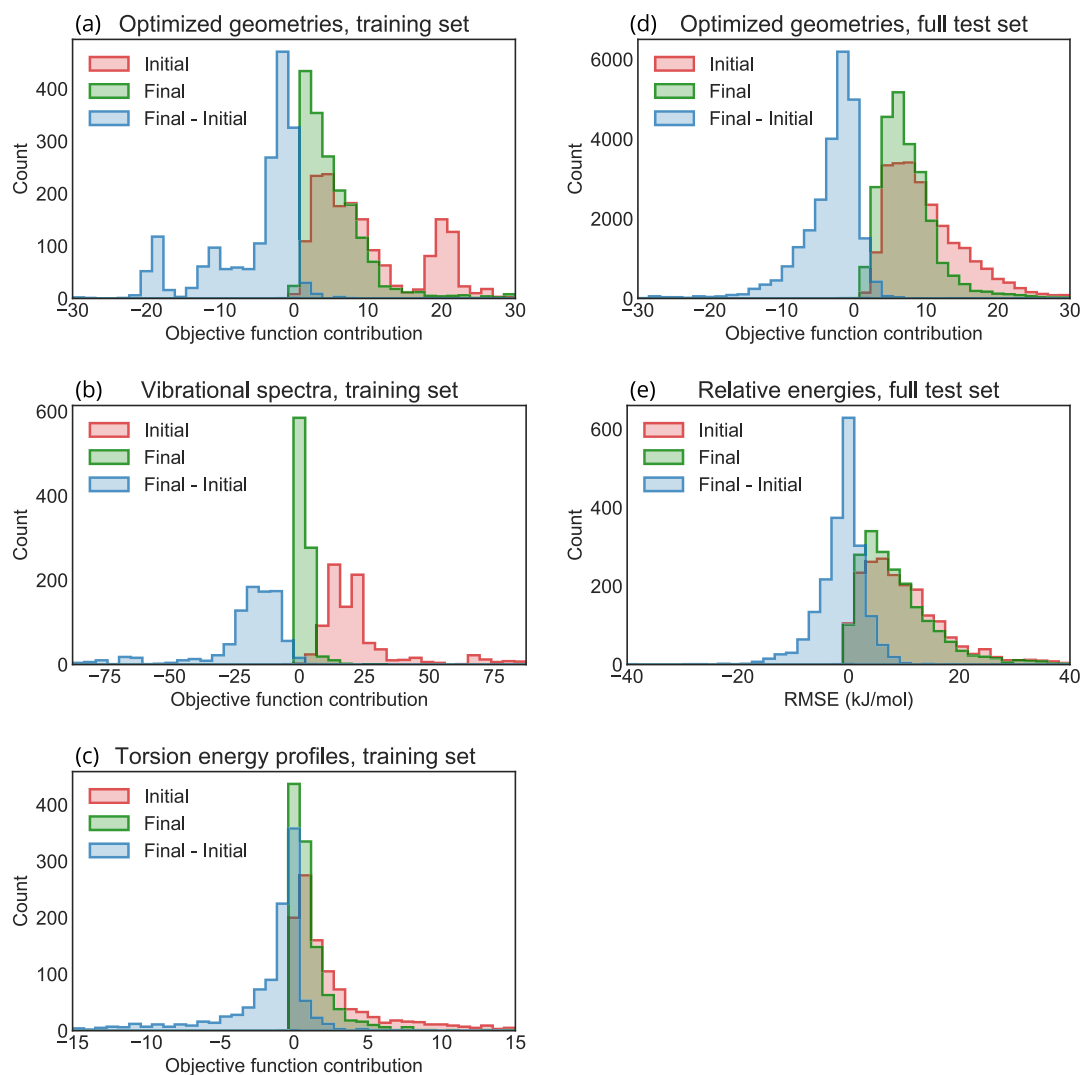 (a) Optimized geometries, training set
Initial
Final
Final - Initial
Count
400
300
200
100
0
−30 −20 −10 0 10 20 30
Objective function contribution
(d) Optimized geometries, full test set
Initial
Final
Final - Initial
Count
6000
4000
2000
0
−30 −20 −10 0 10 20 30
Objective function contribution
(b) Vibrational spectra, training set
Initial
Final
Final - Initial
Count
600
400
200
0
−75 −50 −25 0 25 50 75
Objective function contribution
(e) Relative energies, full test set
Initial
Final
Final - Initial
Count
600
400
200
0
−40 −20 0 20 40
RMSE (kJ/mol)
(c) Torsion energy profiles, training set
Initial
Final
Final - Initial
Count
400
300
200
100
0
−15 −10 −5 0 5 10 15
Objective function contribution